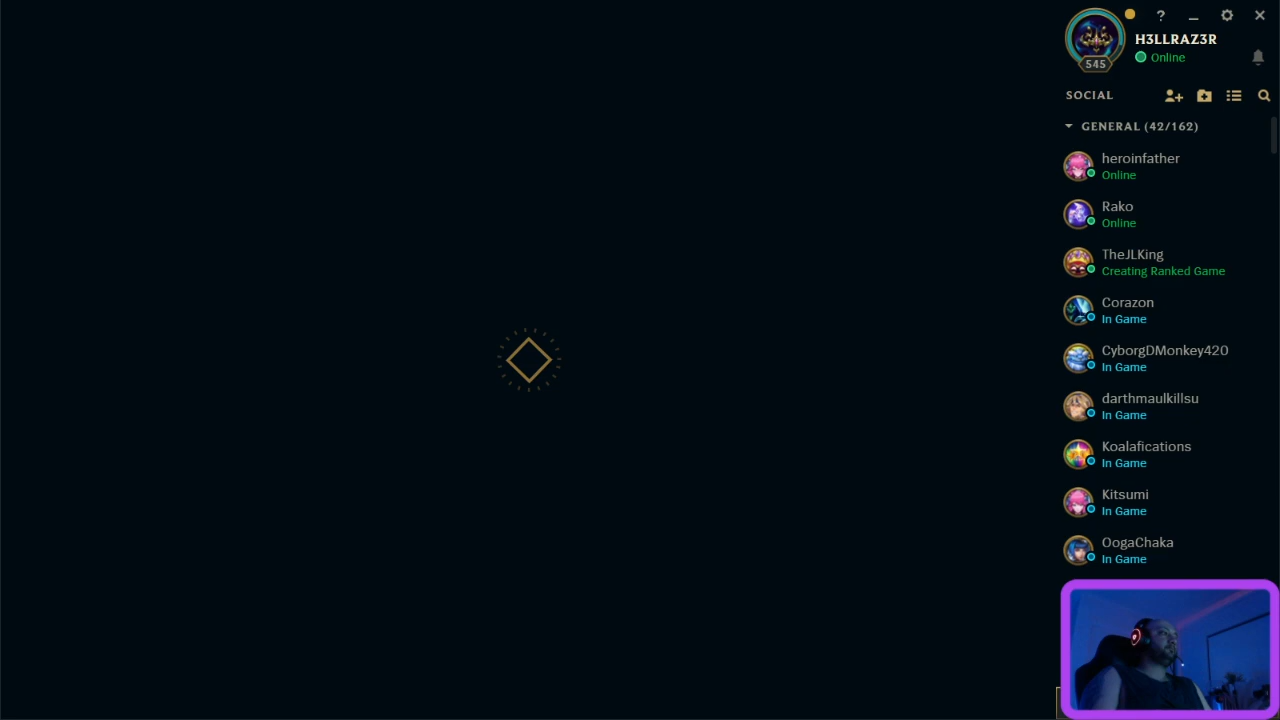 ?
H3LLRAZ3R
Online
545
SOCIAL
GENERAL (42/162)
heroinfather
Online
Rako
Online
TheJLKing
Creating Ranked Game
Corazon
In Game
CyborgDMonkey420
In Game
darthmaulkillsu
In Game
Koalafications
In Game
Kitsumi
In Game
OogaChaka
In Game